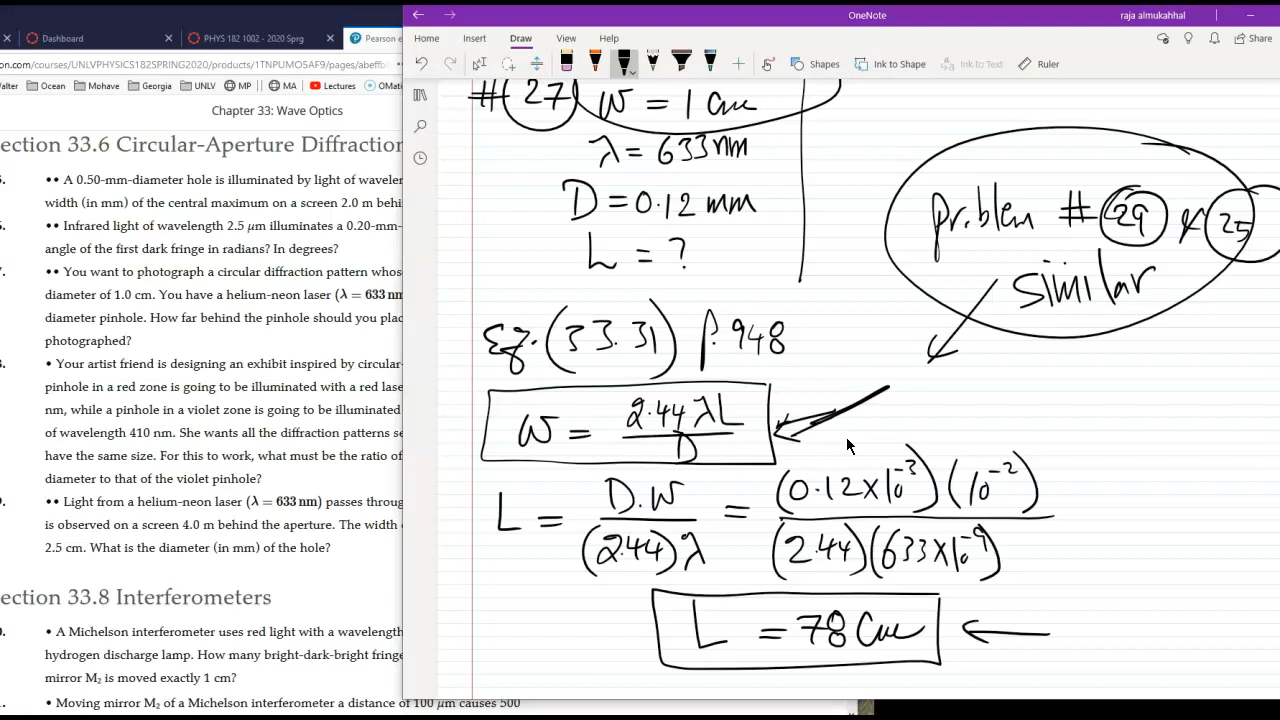 OneNote
raja almukahhal
Dashboard
PHYS 182 1002 - 2020 Sprg
Pearson e
Home
Insert
Draw
View
Help
Share
on.com/courses/UNLVPHYSICS182SPRING2020/products/1TNPUMOSAF9/pages/abeffb
Shapes
Ink to Shape
Ink to Text
Ruler
alter
Ocean
Mohave
Georgia
UNLV
MP
Lectures
OMati
Chapter 33: Wave Optics
ection 33.6 Circular-Aperture Diffraction
5.
•• A 0.50-mm-diameter hole is illuminated by light of wavelen
width (in mm) of the central maximum on a screen 2.0 m behi
•• Infrared light of wavelength 2.5 μm illuminates a 0.20-mm-
angle of the first dark fringe in radians? In degrees?
7.
•• You want to photograph a circular diffraction pattern whose
diameter of 1.0 cm. You have a helium-neon laser (λ = 633 nm
diameter pinhole. How far behind the pinhole should you plac
photographed?
• Your artist friend is designing an exhibit inspired by circular-
pinhole in a red zone is going to be illuminated with a red lase
nm, while a pinhole in a violet zone is going to be illuminated
of wavelength 410 nm. She wants all the diffraction patterns se
have the same size. For this to work, what must be the ratio of
diameter to that of the violet pinhole?
•• Light from a helium-neon laser (λ = 633 nm) passes throug
is observed on a screen 4.0 m behind the aperture. The width o
2.5 cm. What is the diameter (in mm) of the hole?
ection 33.8 Interferometers
• A Michelson interferometer uses red light with a wavelength
hydrogen discharge lamp. How many bright-dark-bright fringe
mirror M₂ is moved exactly 1 cm?
• Moving mirror M₂ of a Michelson interferometer a distance of 100 μm causes 500
#27 W = 1 cm
λ = 633 nm
D = 0.12 mm
L = ?
problem # 29 & 25
similar
Eq. (33.31) p. 948
W = 2.44 λL / D
L = D.W / (2.44) λ = (0.12x10⁻³)(10⁻²) / (2.44)(633x10⁻⁹)
L = 78 cm